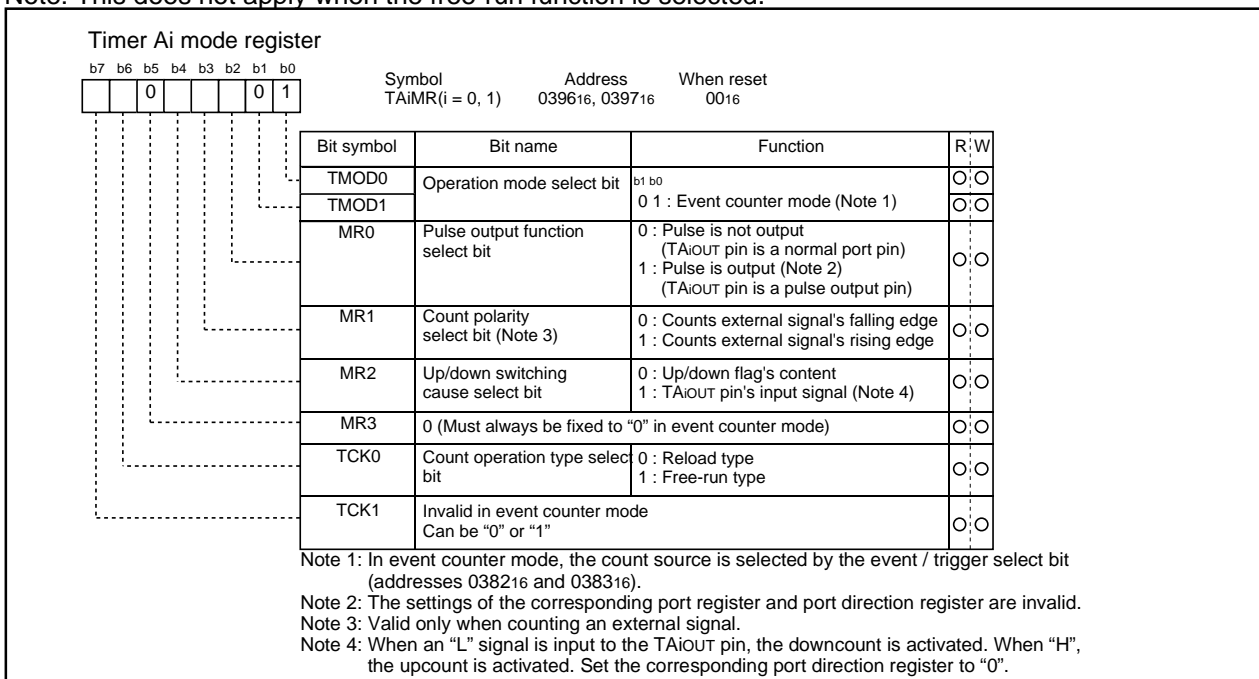 Note: This does not apply when the free-run function is selected.
Timer Ai mode register
b7 b6 b5 b4 b3 b2 b1 b0
0 0 1
Symbol Address When reset
TAiMR(i = 0, 1) 039616, 039716 0016
Bit symbol Bit name Function R W
TMOD0 Operation mode select bit b1 b0
TMOD1 0 1 : Event counter mode (Note 1)
MR0 Pulse output function 0 : Pulse is not output
select bit (TAiOUT pin is a normal port pin)
1 : Pulse is output (Note 2)
(TAiOUT pin is a pulse output pin)
MR1 Count polarity 0 : Counts external signal's falling edge
select bit (Note 3) 1 : Counts external signal's rising edge
MR2 Up/down switching 0 : Up/down flag's content
cause select bit 1 : TAiOUT pin's input signal (Note 4)
MR3 0 (Must always be fixed to “0” in event counter mode)
TCK0 Count operation type select 0 : Reload type
bit 1 : Free-run type
TCK1 Invalid in event counter mode
Can be “0” or “1”
Note 1: In event counter mode, the count source is selected by the event / trigger select bit
(addresses 038216 and 038316).
Note 2: The settings of the corresponding port register and port direction register are invalid.
Note 3: Valid only when counting an external signal.
Note 4: When an “L” signal is input to the TAiOUT pin, the downcount is activated. When “H”,
the upcount is activated. Set the corresponding port direction register to “0”.